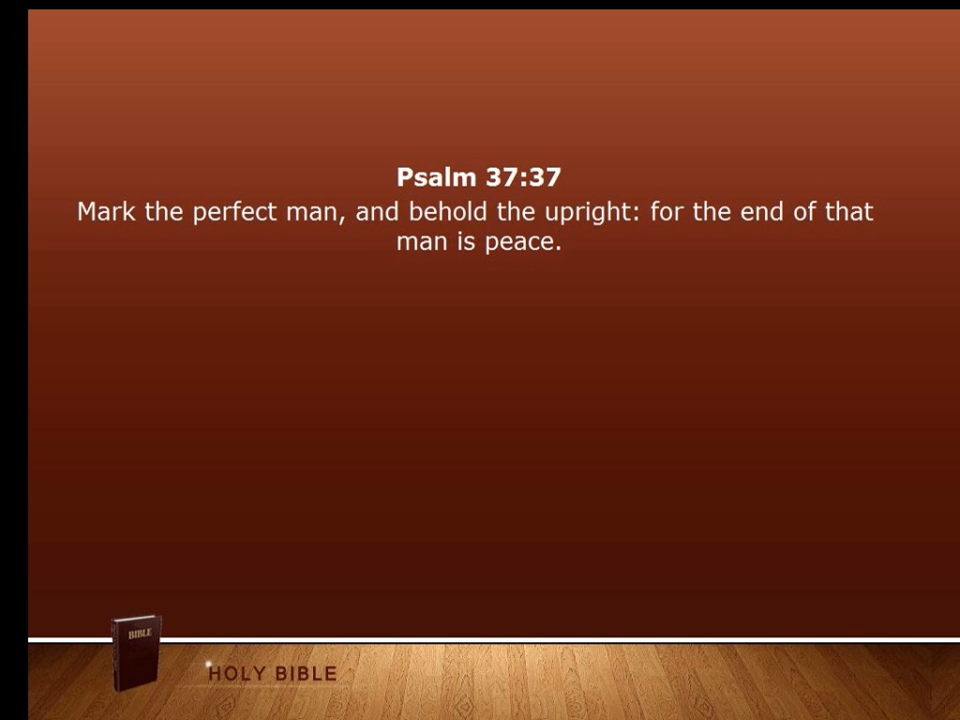 Psalm 37:37
Mark the perfect man, and behold the upright: for the end of that
man is peace.
BIBLE
HOLY BIBLE